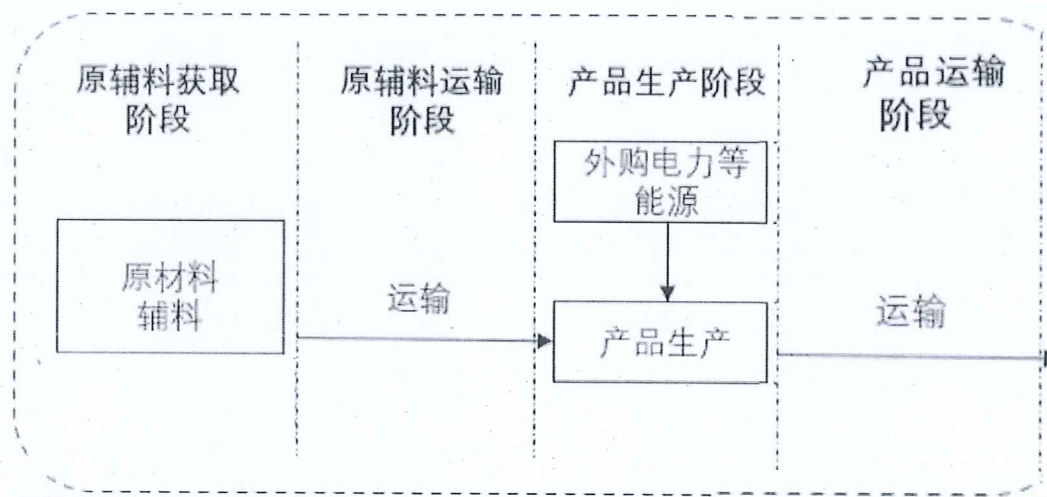 原辅料获取
阶段
原辅料运输
阶段
产品生产阶段
产品运输
阶段
外购电力等
能源
原材料
辅料
运输
产品生产
运输